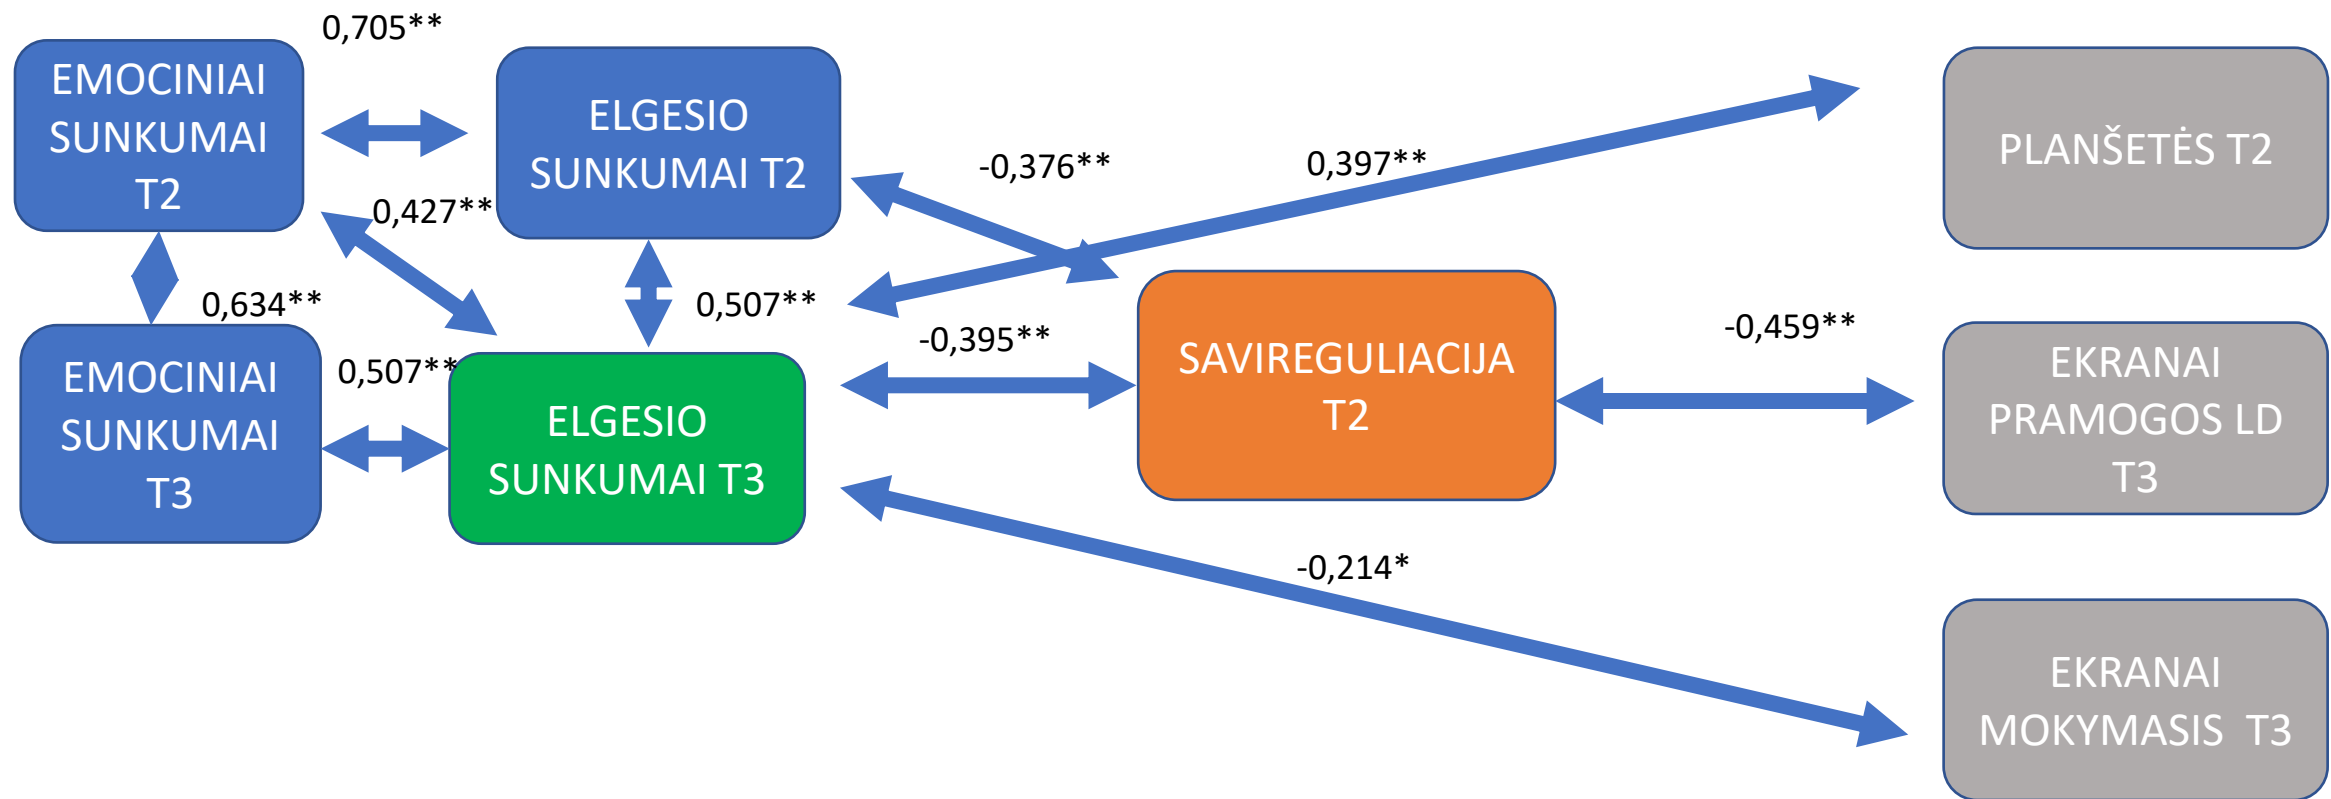 0,705**
EMOCINIAI
SUNKUMAI
T2
ELGESIO
SUNKUMAI T2
PLANŠETĖS T2
-0,376**
0,397**
0,427**
0,634**
0,507**
-0,395**
-0,459**
EMOCINIAI
SUNKUMAI
T3
0,507**
ELGESIO
SUNKUMAI T3
SAVIREGULIACIJA
T2
EKRANAI
PRAMOGOS LD
T3
-0,214*
EKRANAI
MOKYMASIS T3